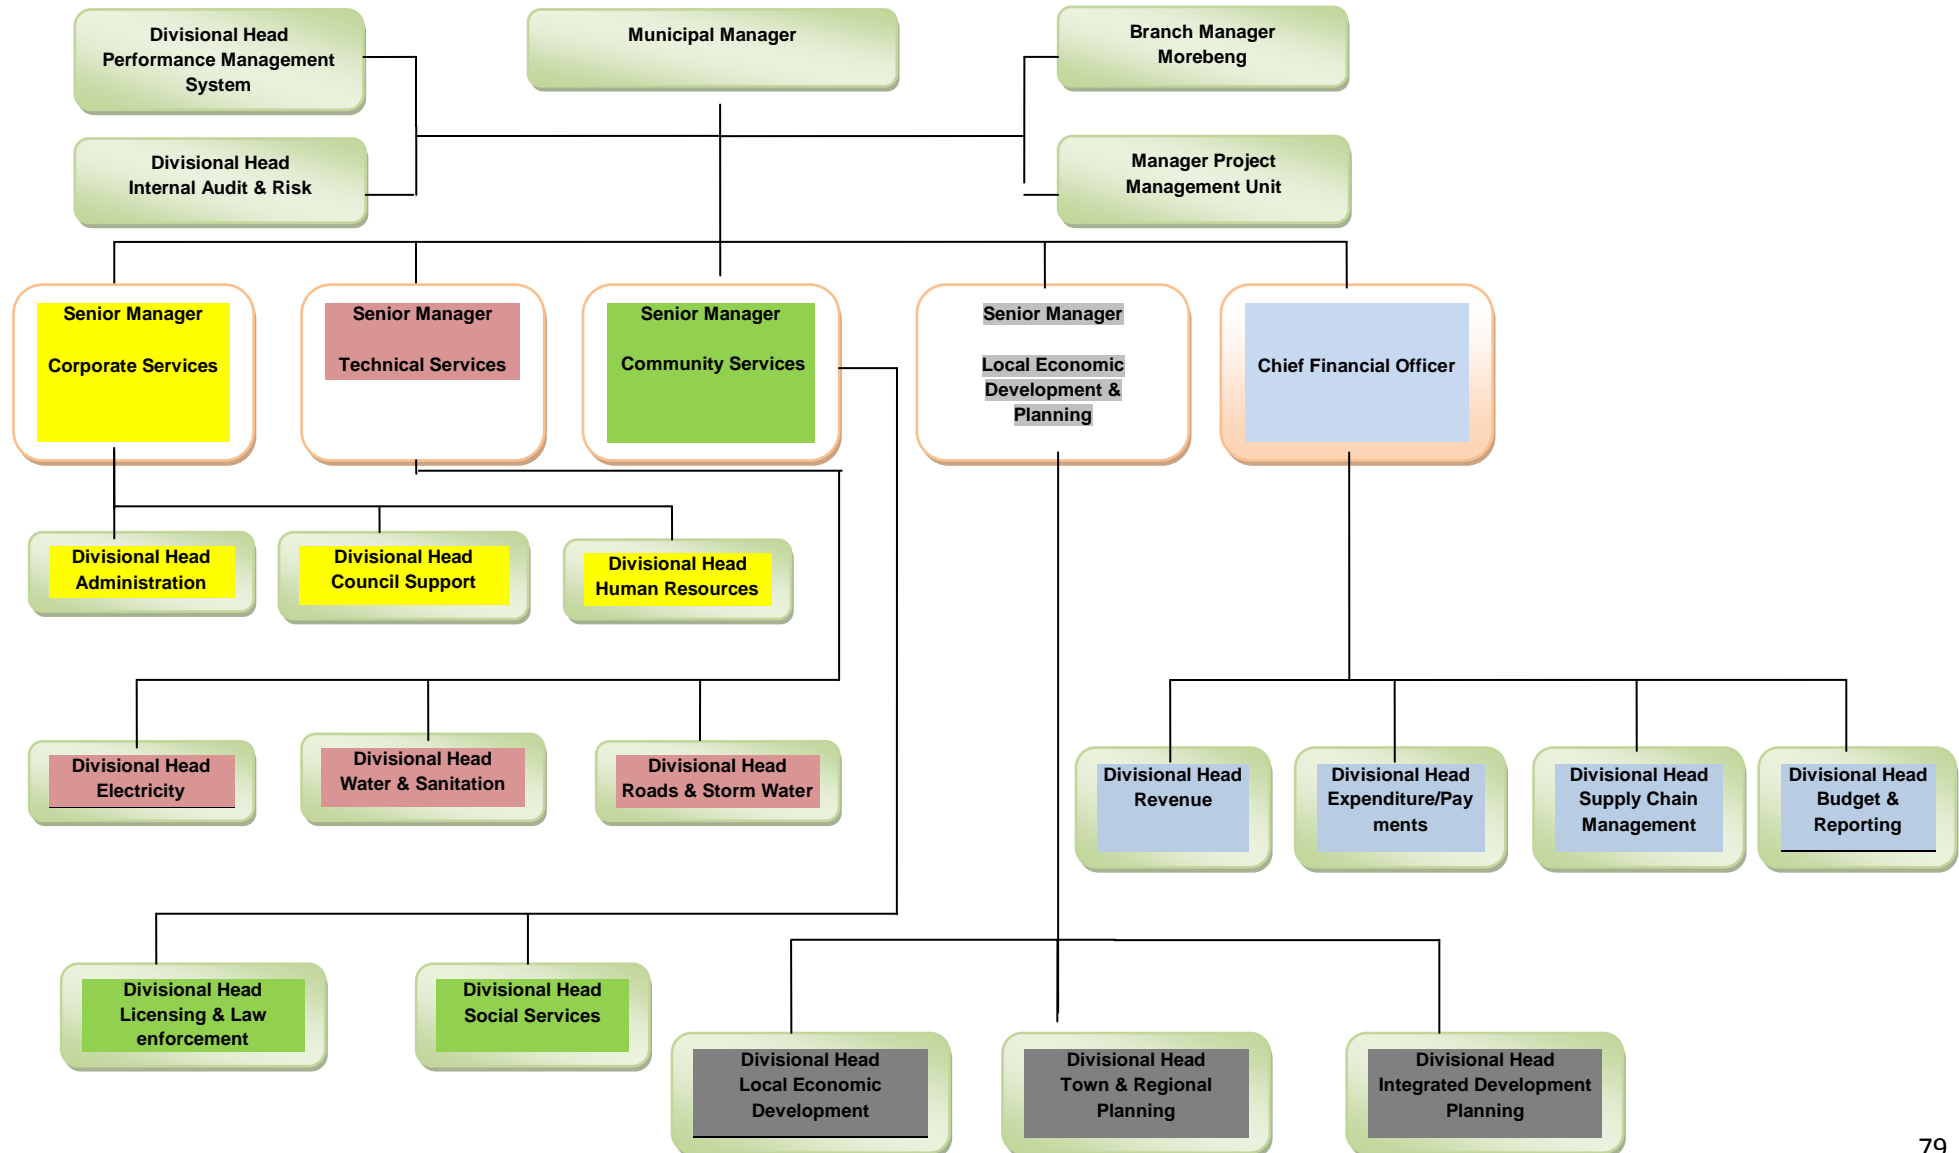 Divisional Head
Performance Management
System
Municipal Manager
Branch Manager
Morebeng
Divisional Head
Internal Audit & Risk
Manager Project
Management Unit
Senior Manager
Corporate Services
Senior Manager
Technical Services
Senior Manager
Community Services
Senior Manager
Local Economic
Development &
Planning
Chief Financial Officer
Divisional Head
Administration
Divisional Head
Council Support
Divisional Head
Human Resources
Divisional Head
Electricity
Divisional Head
Water & Sanitation
Divisional Head
Roads & Storm Water
Divisional Head
Revenue
Divisional Head
Expenditure/Pay
ments
Divisional Head
Supply Chain
Management
Divisional Head
Budget &
Reporting
Divisional Head
Licensing & Law
enforcement
Divisional Head
Social Services
Divisional Head
Local Economic
Development
Divisional Head
Town & Regional
Planning
Divisional Head
Integrated Development
Planning
79